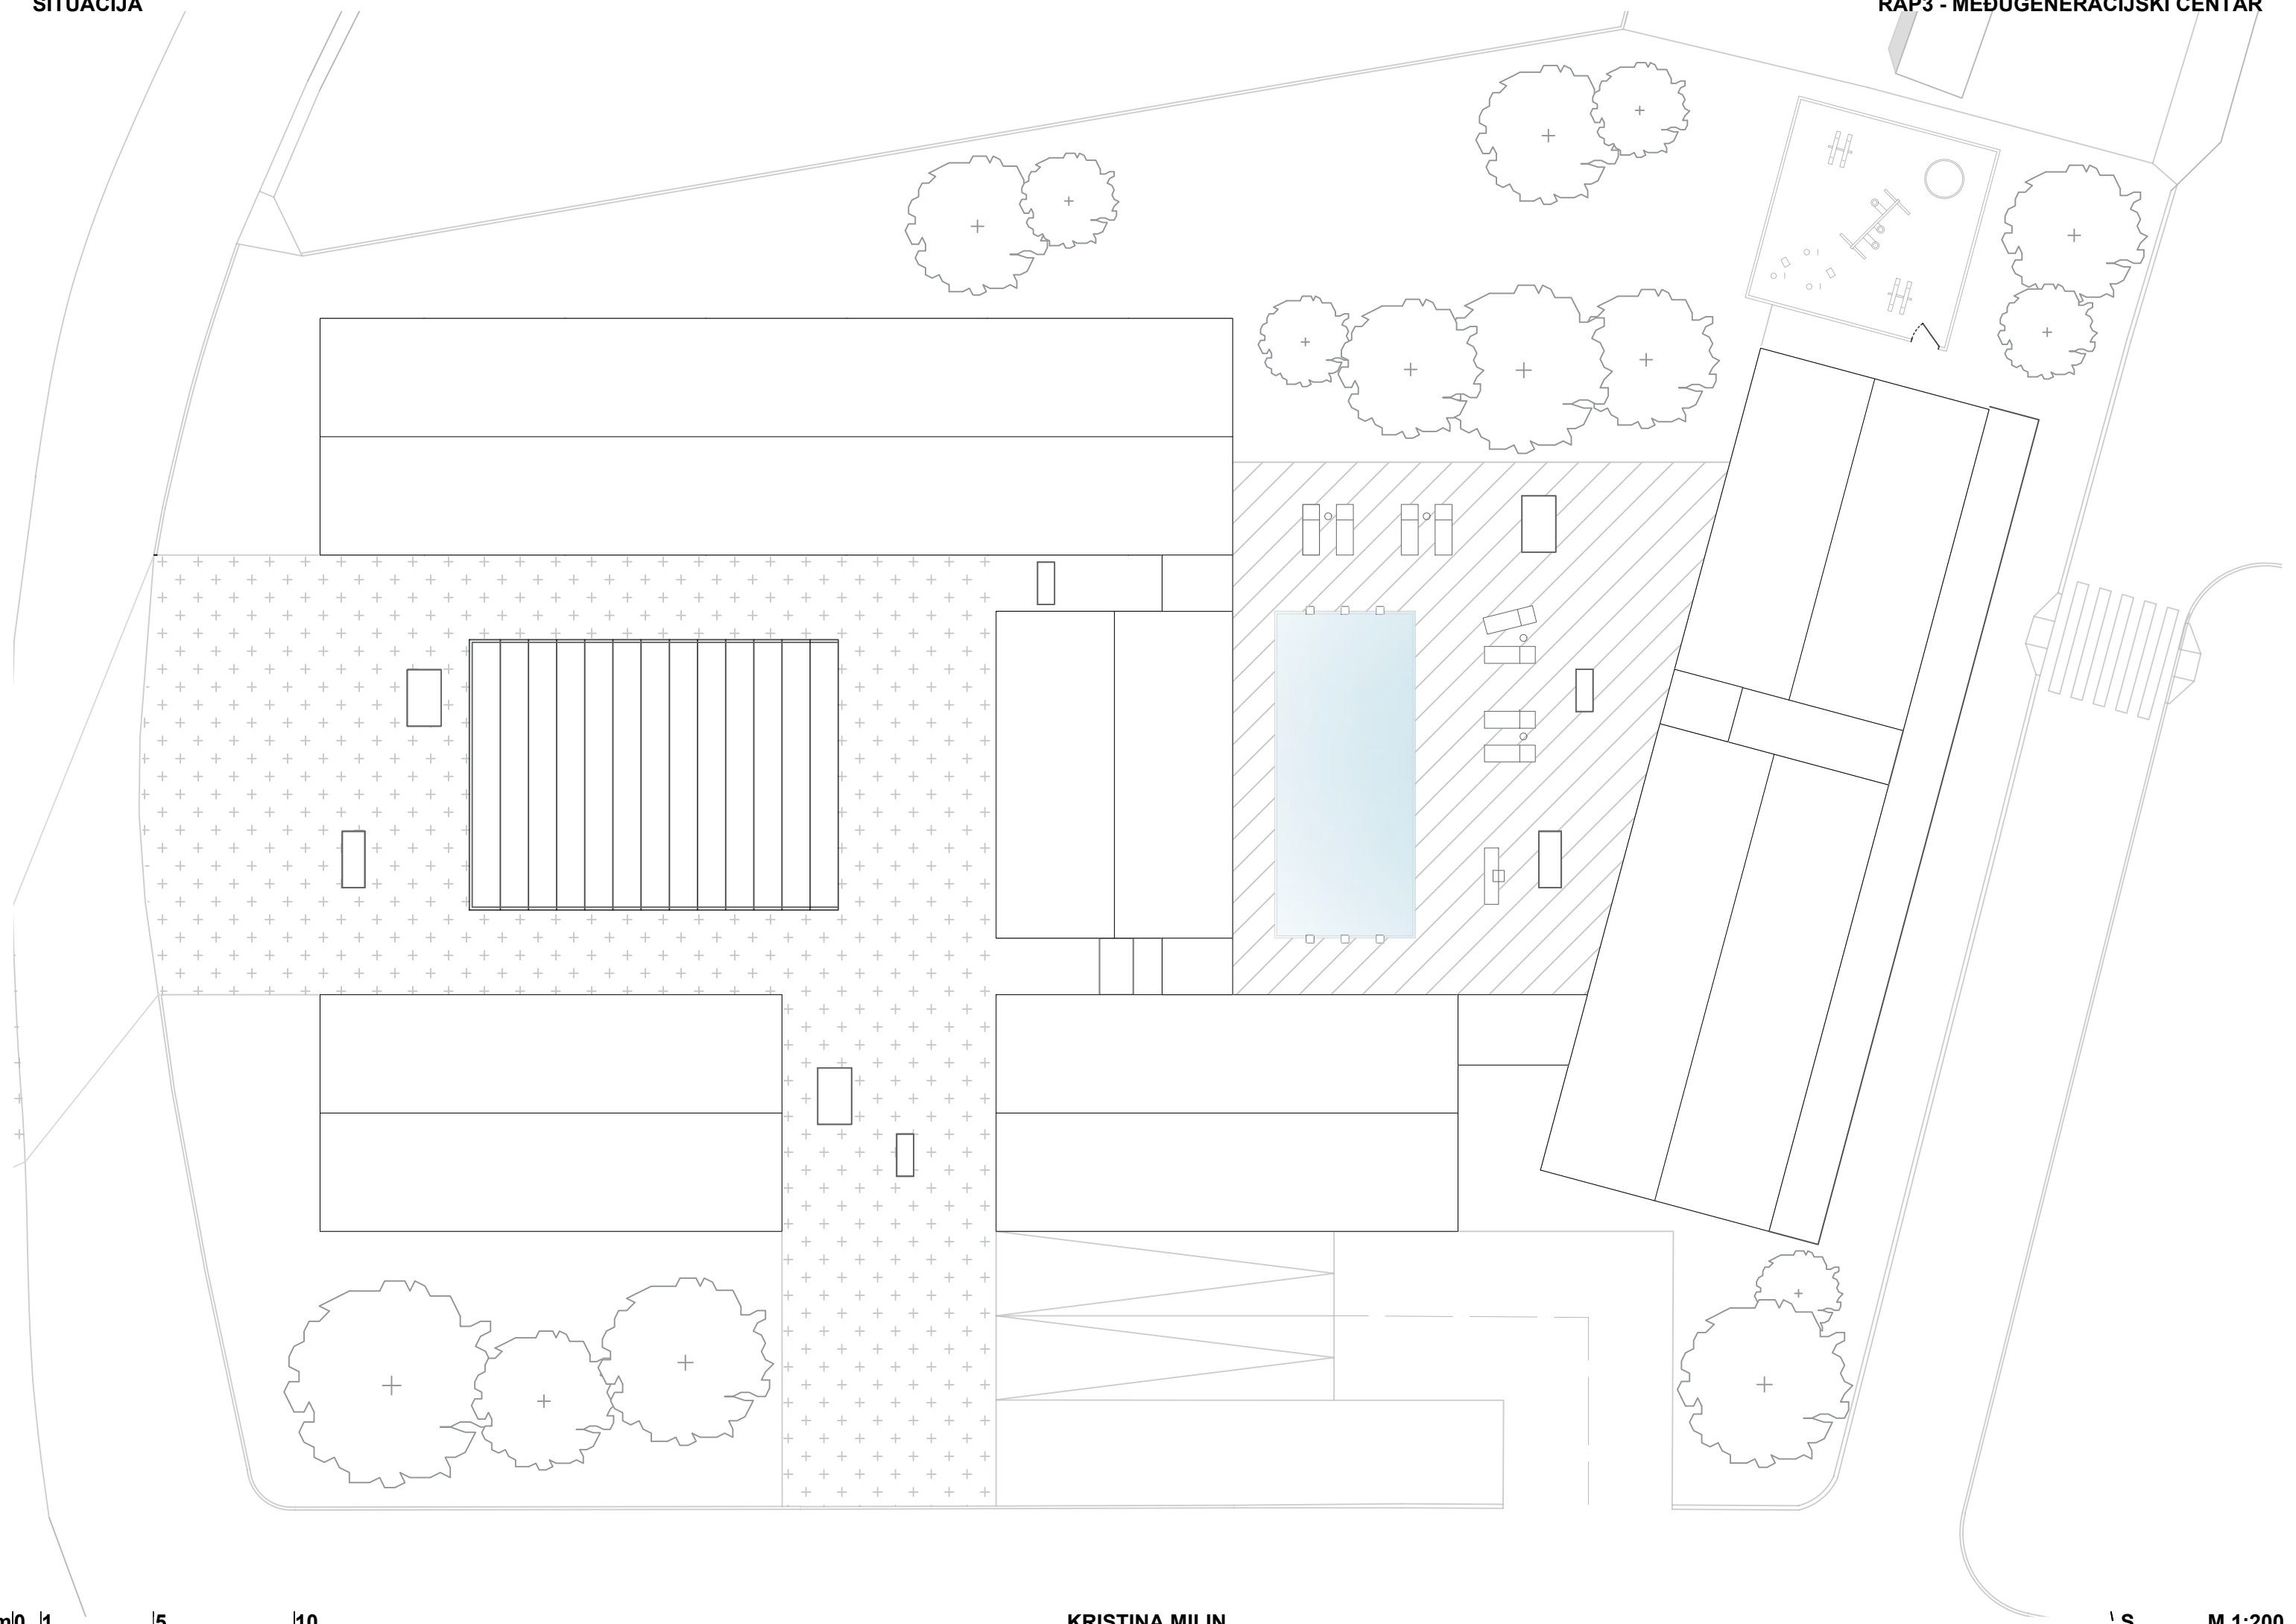 SITUACIJA
RAP3 - MEĐUGENERACIJSKI CENTAR
m 0 1 5 10
KRISTINA MILIN
S
M 1:200